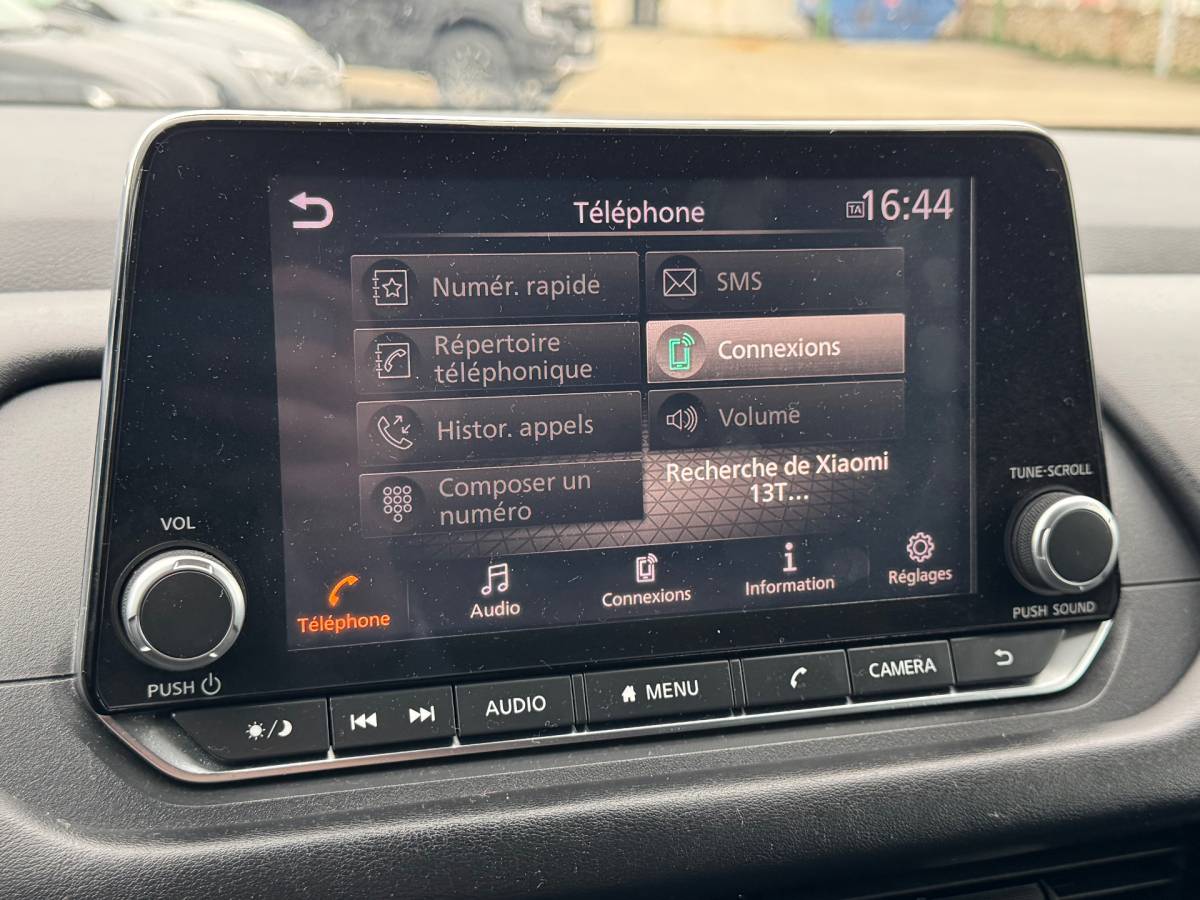 Téléphone
TA 16:44
Numér. rapide
SMS
Répertoire
téléphonique
Connexions
Histor. appels
Volume
Composer un
numéro
Recherche de Xiaomi
13T...
Téléphone
Audio
Connexions
Information
Réglages
VOL
PUSH
TUNE·SCROLL
PUSH SOUND
AUDIO
MENU
CAMERA